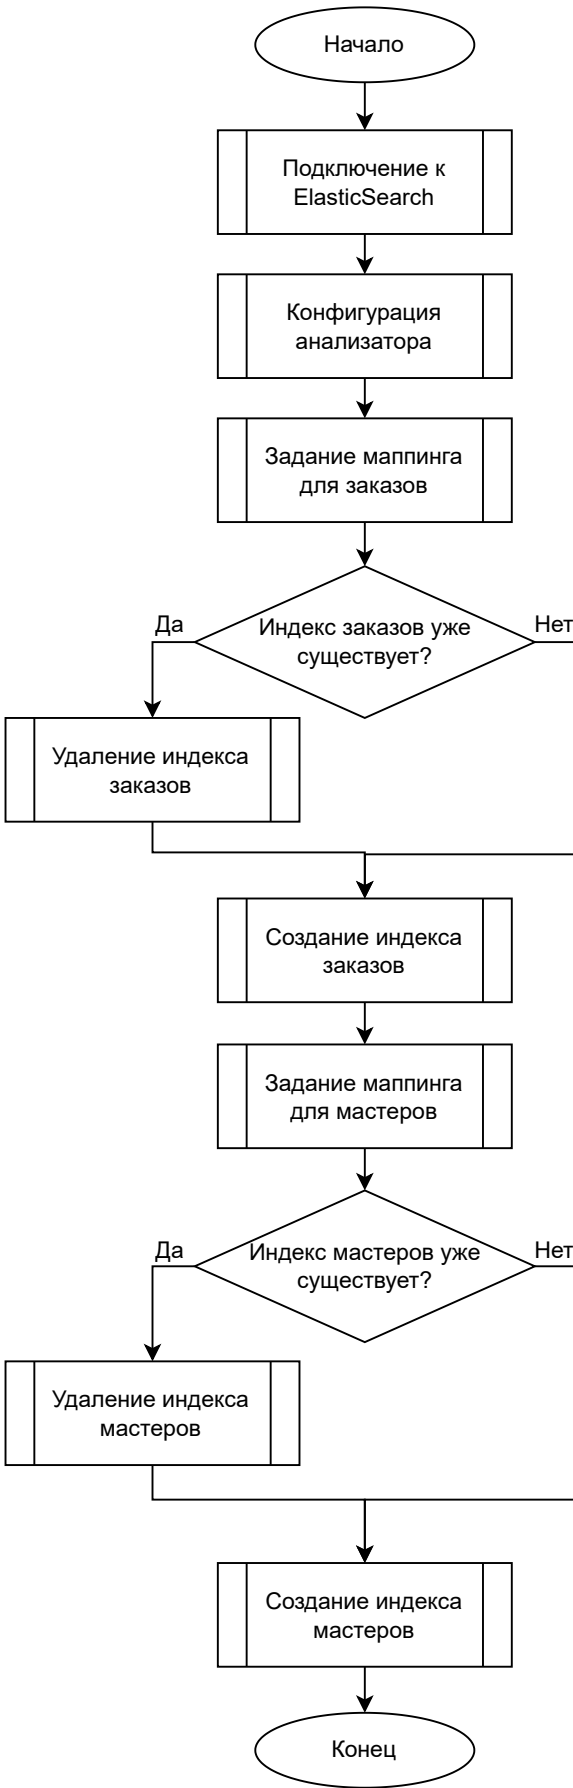 Начало
Подключение к
ElasticSearch
Конфигурация
анализатора
Задание маппинга
для заказов
Да
Индекс заказов уже
существует?
Нет
Удаление индекса
заказов
Создание индекса
заказов
Задание маппинга
для мастеров
Да
Индекс мастеров уже
существует?
Нет
Удаление индекса
мастеров
Создание индекса
мастеров
Конец